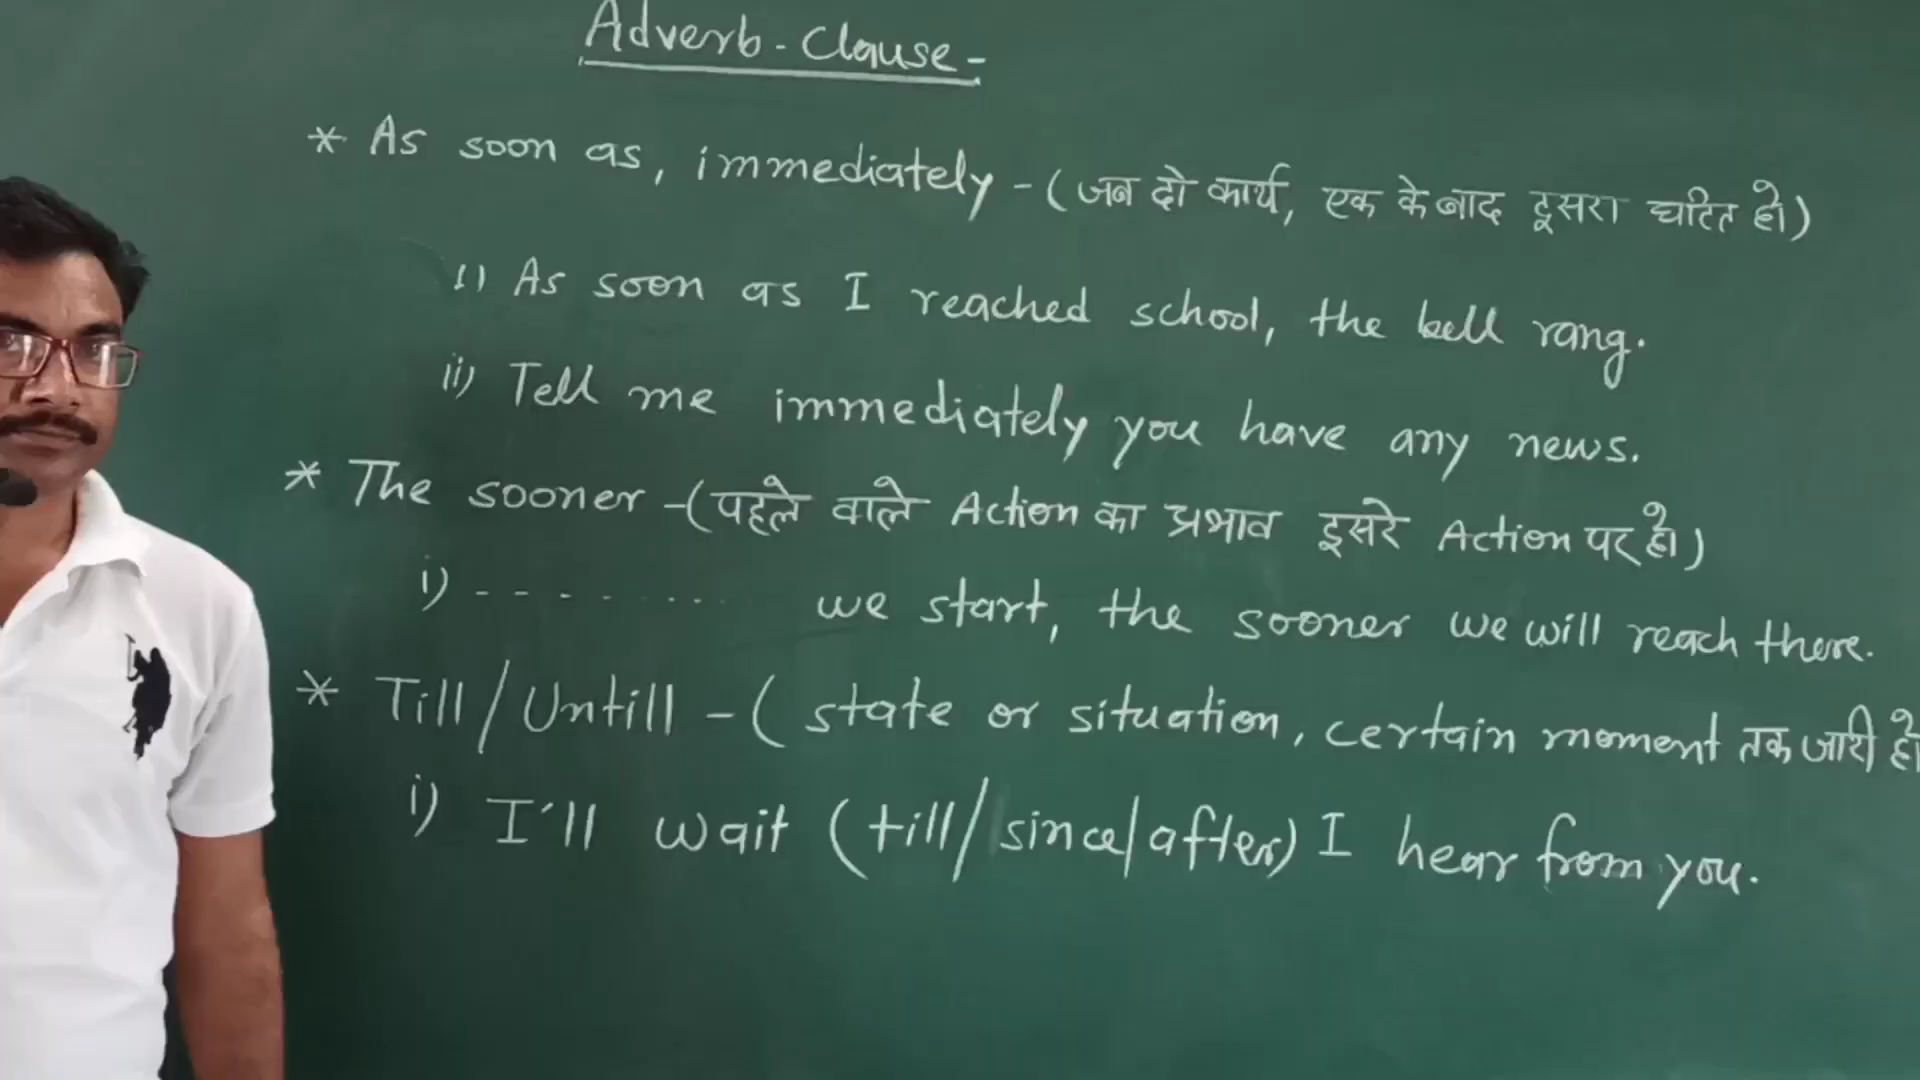 Adverb-Clause-
* As soon as, immediately - (जब दो कार्य, एक के बाद दूसरा घटित हो)
i) As soon as I reached school, the bell rang.
ii) Tell me immediately you have any news.
* The sooner - (पहले वाले Action का प्रभाव दूसरे Action पर हो)
i) - - - - - . . . . we start, the sooner we will reach there.
* Till/Untill - ( state or situation, certain moment तक जारी हो
i) I'll wait (till/since/after) I hear from you.